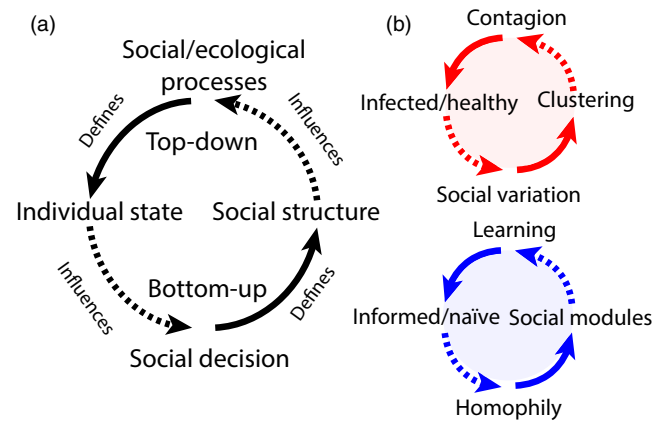 (a)
Social/ecological
processes
Defines
Influences
Top-down
Individual state
Social structure
Influences
Bottom-up
Defines
Social decision
(b)
Contagion
Infected/healthy
Clustering
Social variation
Learning
Informed/naïve
Social modules
Homophily